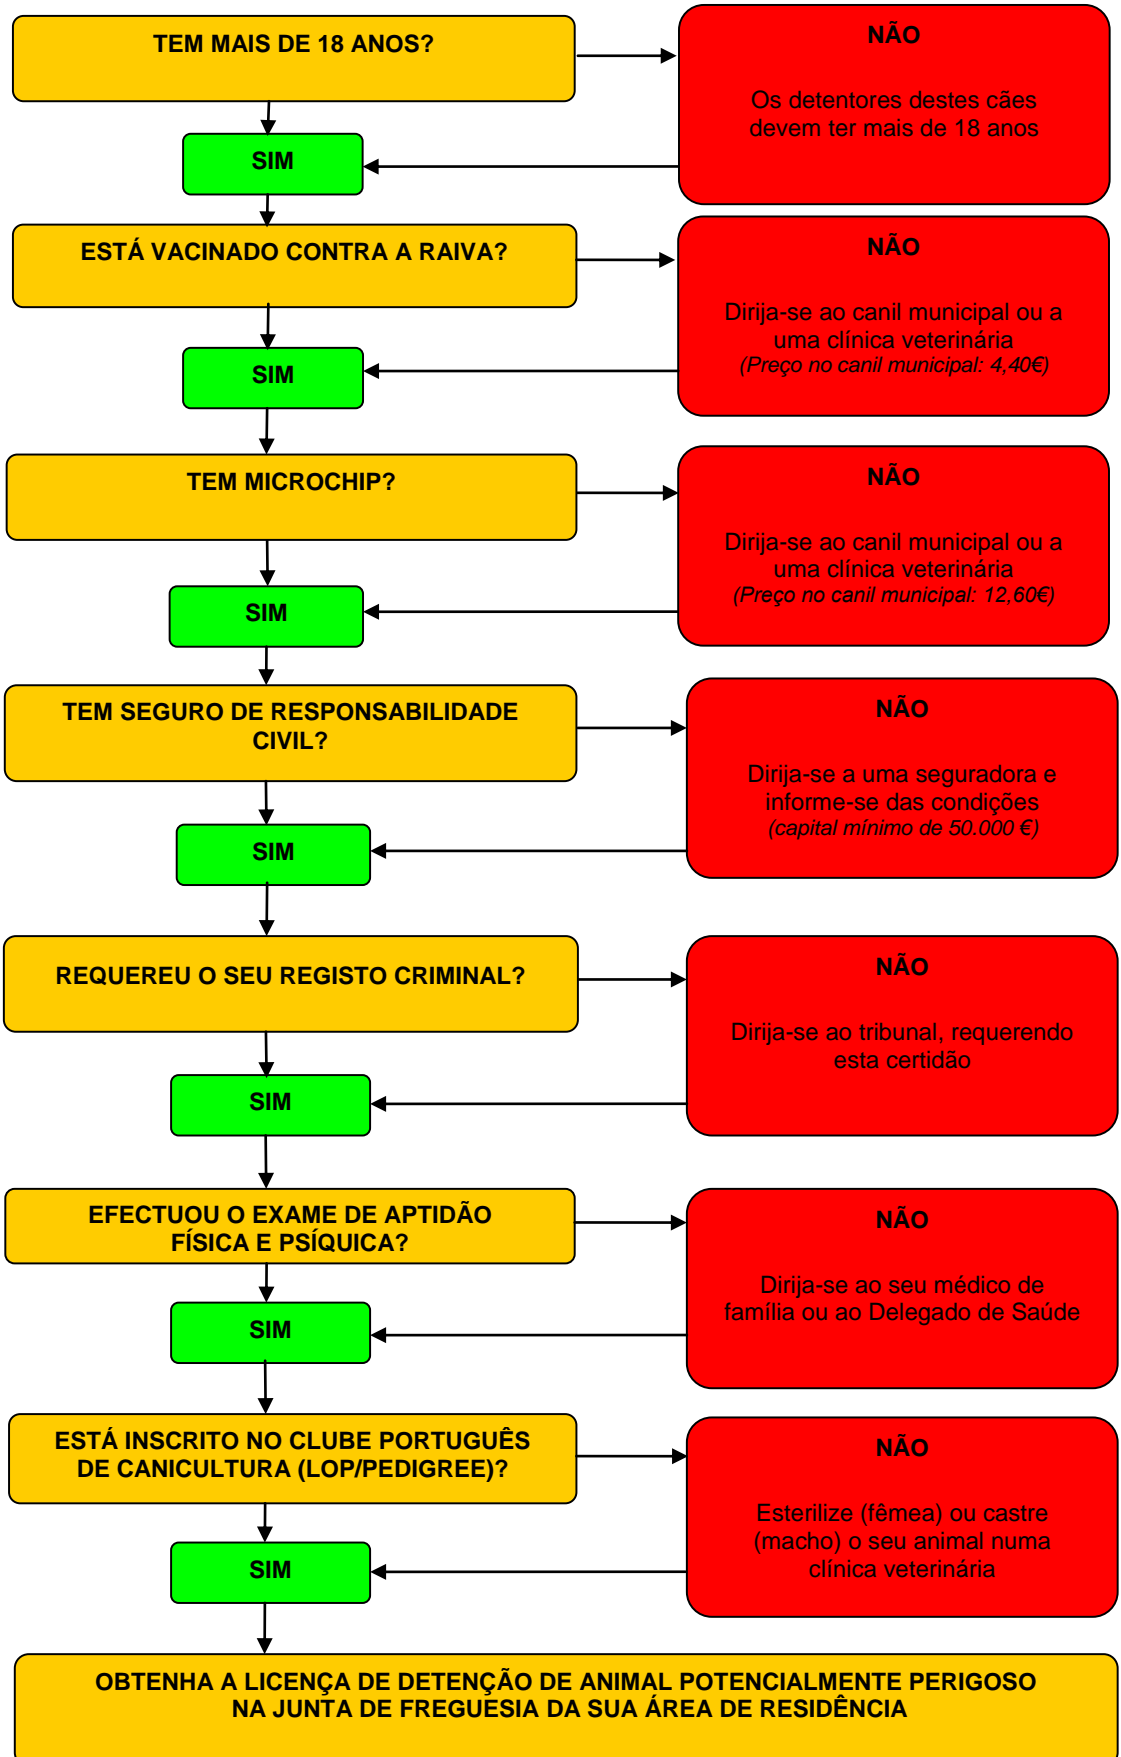 TEM MAIS DE 18 ANOS?
NÃO
Os detentores destes cães
devem ter mais de 18 anos
SIM
ESTÁ VACINADO CONTRA A RAIVA?
NÃO
Dirija-se ao canil municipal ou a
uma clínica veterinária
(Preço no canil municipal: 4,40€)
SIM
TEM MICROCHIP?
NÃO
Dirija-se ao canil municipal ou a
uma clínica veterinária
(Preço no canil municipal: 12,60€)
SIM
TEM SEGURO DE RESPONSABILIDADE
CIVIL?
NÃO
Dirija-se a uma seguradora e
informe-se das condições
(capital mínimo de 50.000 €)
SIM
REQUEREU O SEU REGISTO CRIMINAL?
NÃO
Dirija-se ao tribunal, requerendo
esta certidão
SIM
EFECTUOU O EXAME DE APTIDÃO
FÍSICA E PSÍQUICA?
NÃO
Dirija-se ao seu médico de
família ou ao Delegado de Saúde
SIM
ESTÁ INSCRITO NO CLUBE PORTUGUÊS
DE CANICULTURA (LOP/PEDIGREE)?
NÃO
Esterilize (fêmea) ou castre
(macho) o seu animal numa
clínica veterinária
SIM
OBTENHA A LICENÇA DE DETENÇÃO DE ANIMAL POTENCIALMENTE PERIGOSO
NA JUNTA DE FREGUESIA DA SUA ÁREA DE RESIDÊNCIA